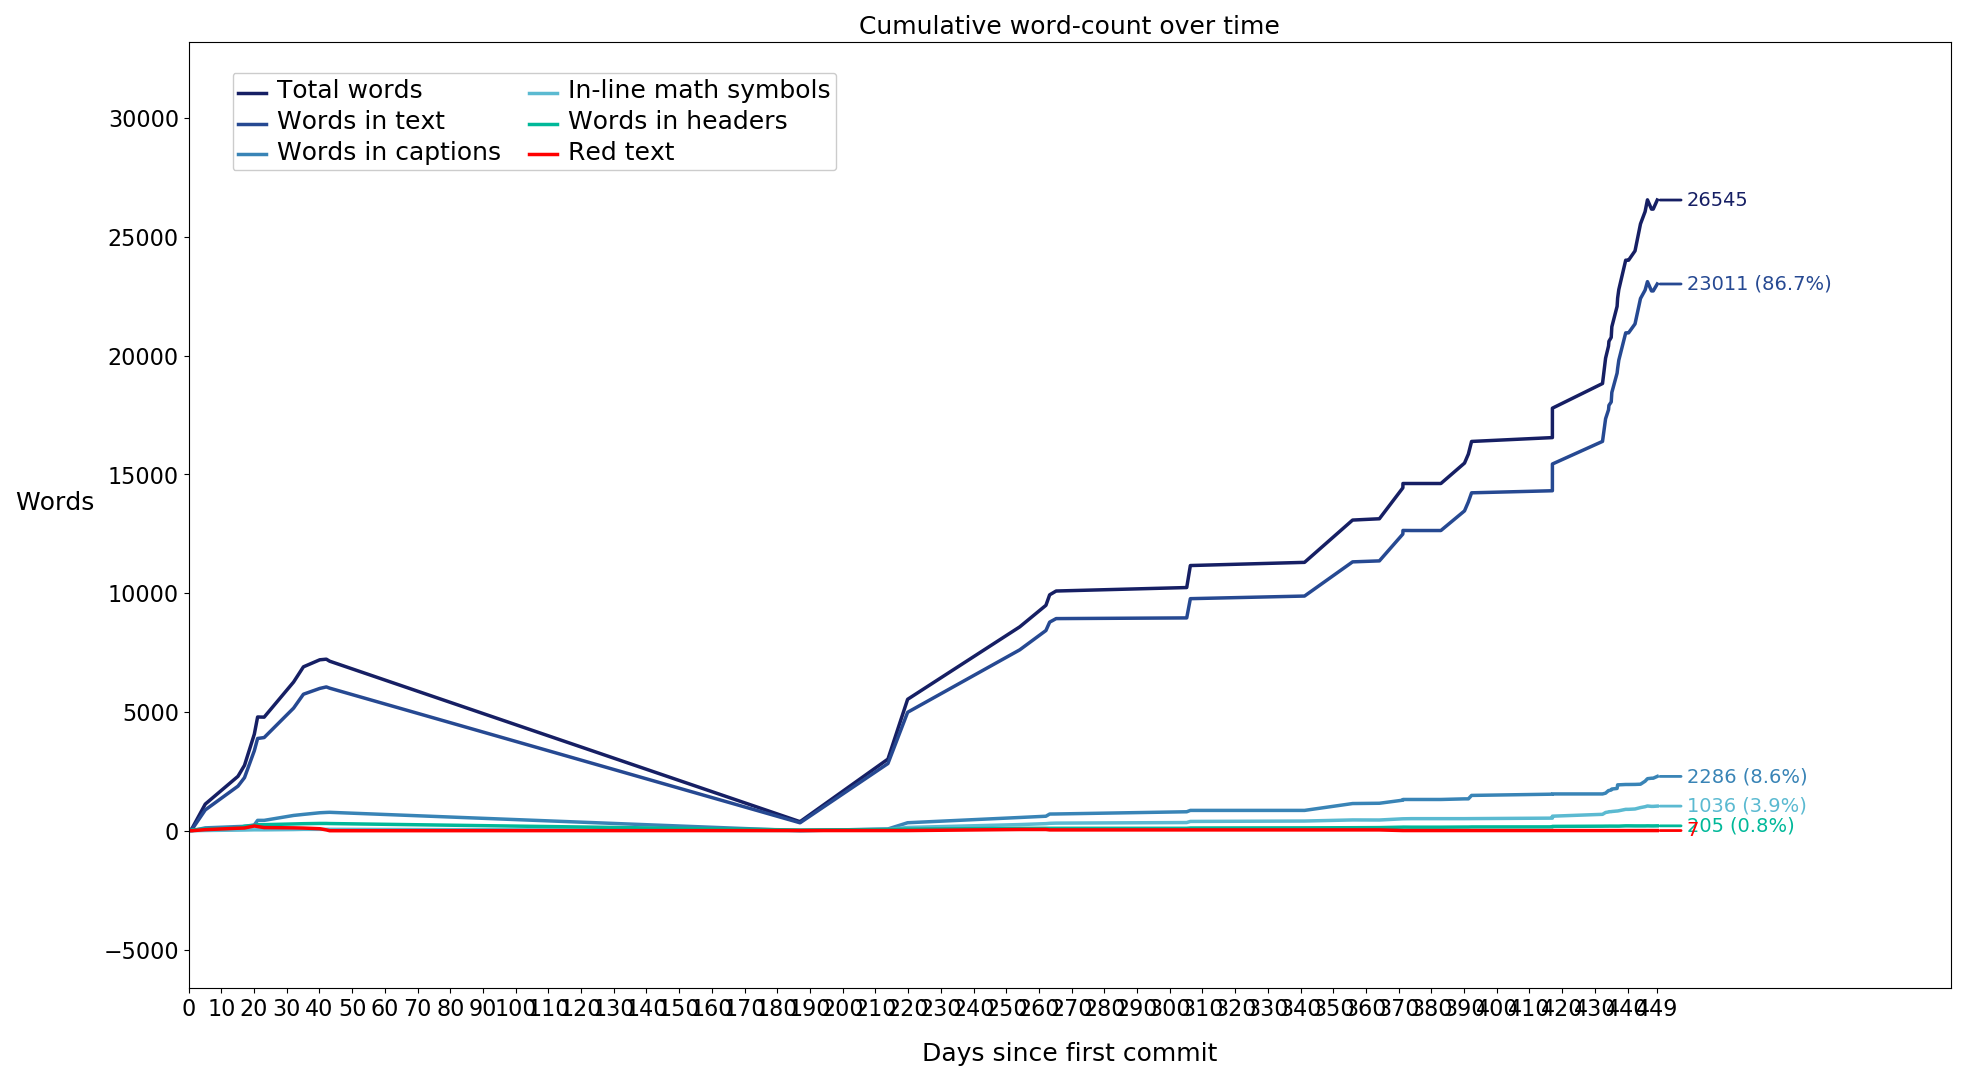 Cumulative word-count over time
Total words
Words in text
Words in captions
In-line math symbols
Words in headers
Red text
30000
25000
20000
15000
10000
5000
0
−5000
Words
26545
23011 (86.7%)
2286 (8.6%)
1036 (3.9%)
205 (0.8%)
7
0 10 20 30 40 50 60 70 80 90 100 110 120 130 140 150 160 170 180 190 200 210 220 230 240 250 260 270 280 290 300 310 320 330 340 350 360 370 380 390 400 410 420 430 440 449
Days since first commit